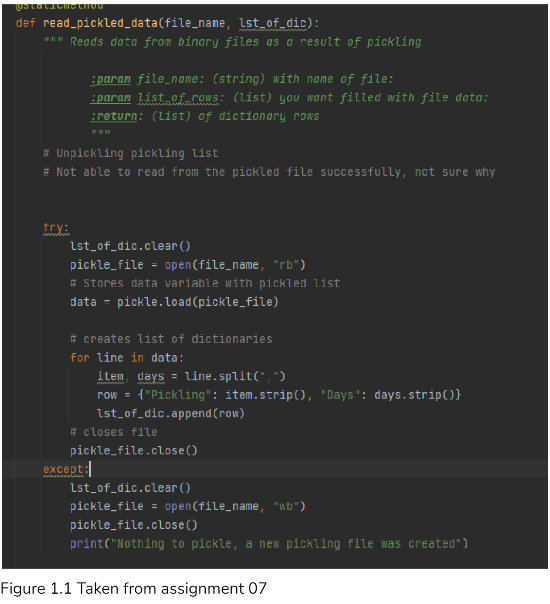 @staticmethod
def read_pickled_data(file_name, lst_of_dic):
""" Reads data from binary files as a result of pickling
:param file_name: (string) with name of file:
:param list_of_rows: (list) you want filled with file data:
:return: (list) of dictionary rows
"""
# Unpickling pickling list
# Not able to read from the pickled file successfully, not sure why
try:
lst_of_dic.clear()
pickle_file = open(file_name, "rb")
# Stores data variable with pickled list
data = pickle.load(pickle_file)
# creates list of dictionaries
for line in data:
item, days = line.split(",")
row = {"Pickling": item.strip(), "Days": days.strip()}
lst_of_dic.append(row)
# closes file
pickle_file.close()
except:
lst_of_dic.clear()
pickle_file = open(file_name, "wb")
pickle_file.close()
print("Nothing to pickle, a new pickling file was created")
Figure 1.1 Taken from assignment 07